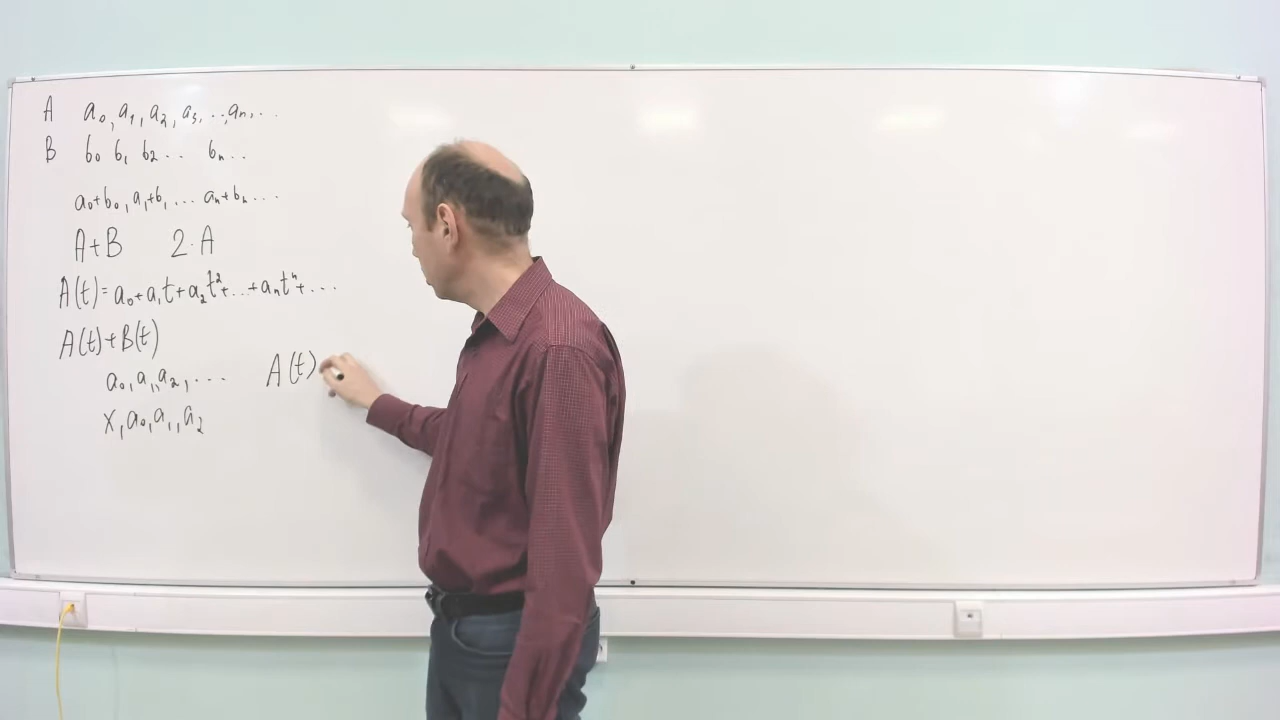 A a₀, a₁, a₂, a₃, ..., aₙ, ...
B b₀ b₁ b₂ ... bₙ ...
a₀+b₀, a₁+b₁, ... aₙ+bₙ ...
A+B 2·A
A(t)=a₀+a₁t+a₂t²+...+aₙtⁿ+...
A(t)+B(t)
a₀, a₁, a₂, ... A(t)
x, a₀, a₁, a₂